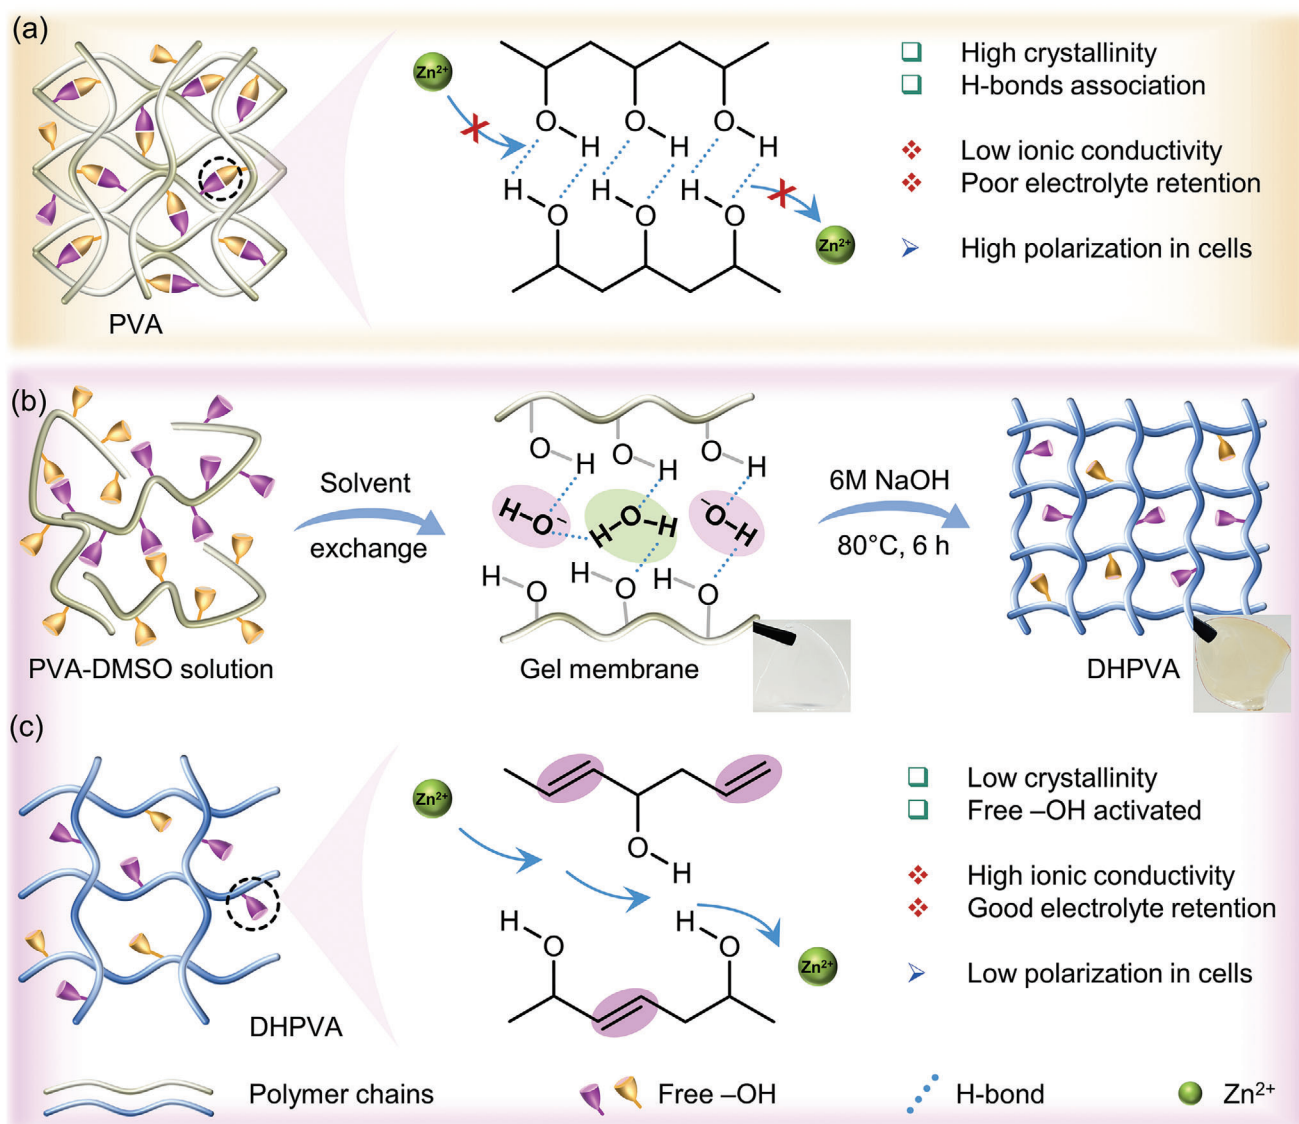 (a)
Zn²⁺
O
O
O
H
H
H
H
H
H
O
O
O
Zn²⁺
PVA
High crystallinity
H-bonds association
Low ionic conductivity
Poor electrolyte retention
High polarization in cells
(b)
PVA-DMSO solution
Solvent
exchange
O
H
O
H
O
H
H–O⁻
H–O–H
⁻O–H
H
O
H
O
H
O
Gel membrane
6M NaOH
80°C, 6 h
DHPVA
(c)
DHPVA
Zn²⁺
O
H
H
O
H
O
Zn²⁺
Low crystallinity
Free –OH activated
High ionic conductivity
Good electrolyte retention
Low polarization in cells
Polymer chains
Free –OH
H-bond
Zn²⁺